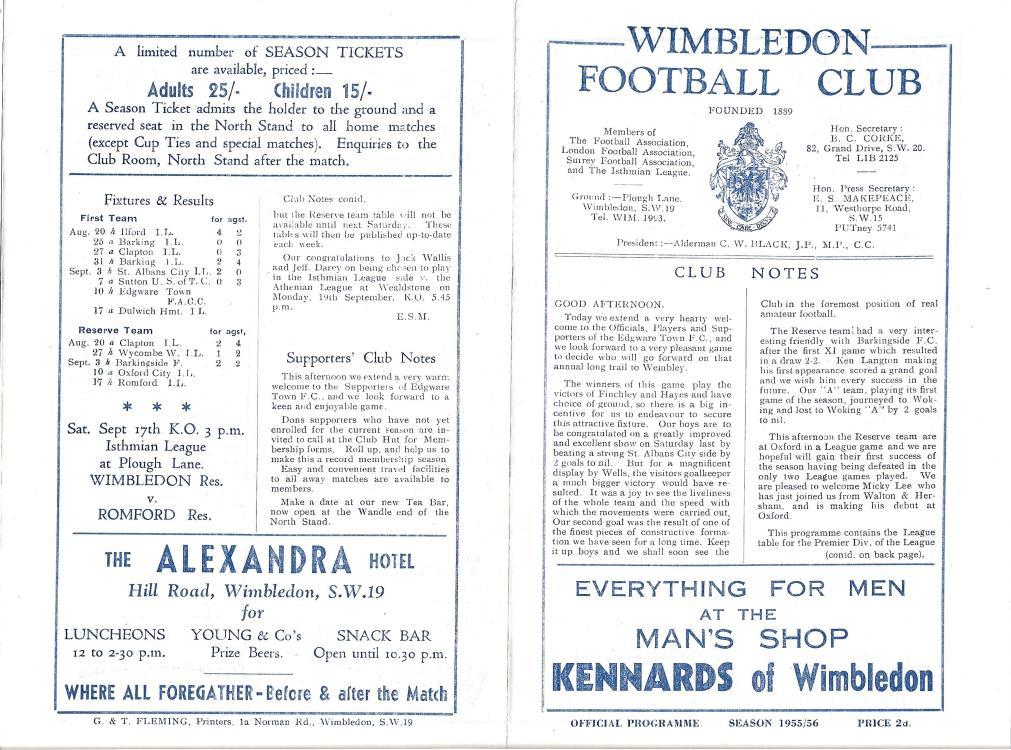 A limited number of SEASON TICKETS
are available, priced :—
Adults 25/- Children 15/-
A Season Ticket admits the holder to the ground and a
reserved seat in the North Stand to all home matches
(except Cup Ties and special matches). Enquiries to the
Club Room, North Stand after the match.
Fixtures & Results
First Team for agst.
Aug. 20 h Ilford I.L. 4 2
25 a Barking I.L. 0 0
27 a Clapton I.L. 0 3
31 h Barking I.L. 2 4
Sept. 3 h St. Albans City I.L. 2 0
7 a Sutton U.S. of T.C. 0 3
10 h Edgware Town
F.A.C.C.
17 a Dulwich Hmt. I L.
Reserve Team for agst,
Aug. 20 a Clapton I.L. 2 4
27 h Wycombe W. I.L. 1 2
Sept. 3 h Barkingside F. 2 2
10 a Oxford City I.L.
17 h Romford I.L.
* * *
Sat. Sept 17th K.O. 3 p.m.
Isthmian League
at Plough Lane.
WIMBLEDON Res.
v.
ROMFORD Res.
Club Notes contd.
but the Reserve team table will not be
available until next Saturday. These
tables will then be published up-to-date
each week.
Our congratulations to Jack Wallis
and Jeff. Darey on being chosen to play
in the Isthmian League side v. the
Athenian League at Wealdstone on
Monday, 19th September, K.O. 5.45
p.m.
E.S.M.
Supporters' Club Notes
This afternoon we extend a very warm
welcome to the Supporters of Edgware
Town F.C., and we look forward to a
keen and enjoyable game.
Dons supporters who have not yet
enrolled for the current season are in-
vited to call at the Club Hut for Mem-
bership forms. Roll up, and help us to
make this a record membership season
Easy and convenient travel facilities
to all away matches are available to
members.
Make a date at our new Tea Bar,
now open at the Wandle end of the
North Stand.
THE ALEXANDRA HOTEL
Hill Road, Wimbledon, S.W.19
for
LUNCHEONS YOUNG & Co's SNACK BAR
12 to 2-30 p.m. Prize Beers. Open until 10.30 p.m.
WHERE ALL FOREGATHER - Before & after the Match
G. & T. FLEMING, Printers, 1a Norman Rd., Wimbledon, S.W.19
WIMBLEDON
FOOTBALL CLUB
FOUNDED 1889
Members of
The Football Association,
London Football Association,
Surrey Football Association,
and The Isthmian League.
Ground :—Plough Lane.
Wimbledon, S.W.19
Tel. WIM. 1993.
Hon. Secretary :
B. C. CORKE,
82, Grand Drive, S.W. 20.
Tel LIB 2125
Hon. Press Secretary :
E. S. MAKEPEACE,
11, Westhorpe Road,
S.W.15
PUTney 5741
President :—Alderman C. W. BLACK, J.P., M.P., C.C.
CLUB NOTES
GOOD AFTERNOON.
Today we extend a very hearty wel-
come to the Officials, Players and Sup-
porters of the Edgware Town F.C., and
we look forward to a very pleasant game
to decide who will go forward on that
annual long trail to Wembley.
The winners of this game play the
victors of Finchley and Hayes and have
choice of ground, so there is a big in-
centive for us to endeavour to secure
this attractive fixture. Our boys are to
be congratulated on a greatly improved
and excellent show on Saturday last by
beating a strong St. Albans City side by
2 goals to nil. But for a magnificent
display by Wells, the visitors goalkeeper
a much bigger victory would have re-
sulted. It was a joy to see the liveliness
of the whole team and the speed with
which the movements were carried out,
Our second goal was the result of one of
the finest pieces of constructive forma-
tion we have seen for a long time. Keep
it up boys and we shall soon see the
Club in the foremost position of real
amateur football.
The Reserve team had a very inter-
esting friendly with Barkingside F.C.
after the first XI game which resulted
in a draw 2-2. Ken Langton making
his first appearance scored a grand goal
and we wish him every success in the
future. Our "A" team, playing its first
game of the season, journeyed to Wok-
ing and lost to Woking "A" by 2 goals
to nil.
This afternoon the Reserve team are
at Oxford in a League game and we are
hopeful will gain their first success of
the season having being defeated in the
only two League games played. We
are pleased to welcome Micky Lee who
has just joined us from Walton & Her-
sham, and is making his debut at
Oxford.
This programme contains the League
table for the Premier Div. of the League
(contd. on back page).
EVERYTHING FOR MEN
AT THE
MAN'S SHOP
KENNARDS of Wimbledon
OFFICIAL PROGRAMME SEASON 1955/56 PRICE 2d.